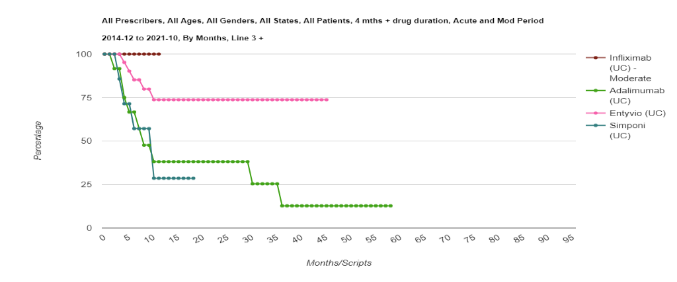 All Prescribers, All Ages, All Genders, All States, All Patients, 4 mths + drug duration, Acute and Mod Period
2014-12 to 2021-10, By Months, Line 3 +
100
75
50
25
0
Percentage
0 5 10 15 20 25 30 35 40 45 50 55 60 65 70 75 80 85 90 95
Months/Scripts
Infliximab
(UC) -
Moderate
Adalimumab
(UC)
Entyvio (UC)
Simponi
(UC)